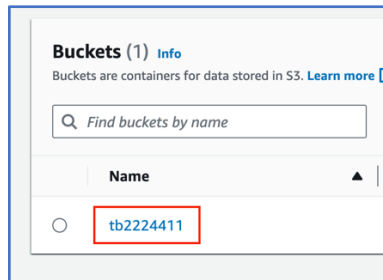 Buckets (1) Info
Buckets are containers for data stored in S3. Learn more
Find buckets by name
Name
tb2224411